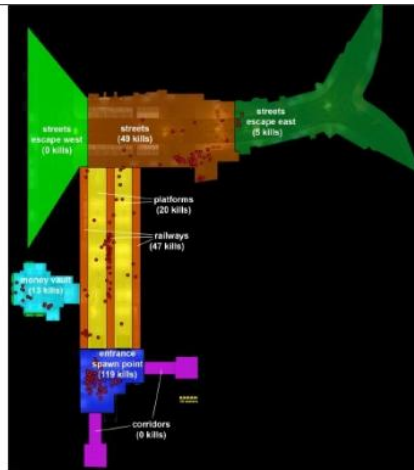 streets
escape west
(0 kills)
streets
(49 kills)
streets
escape east
(5 kills)
platforms
(20 kills)
railways
(47 kills)
money vault
(13 kills)
entrance
spawn point
(119 kills)
corridors
(0 kills)